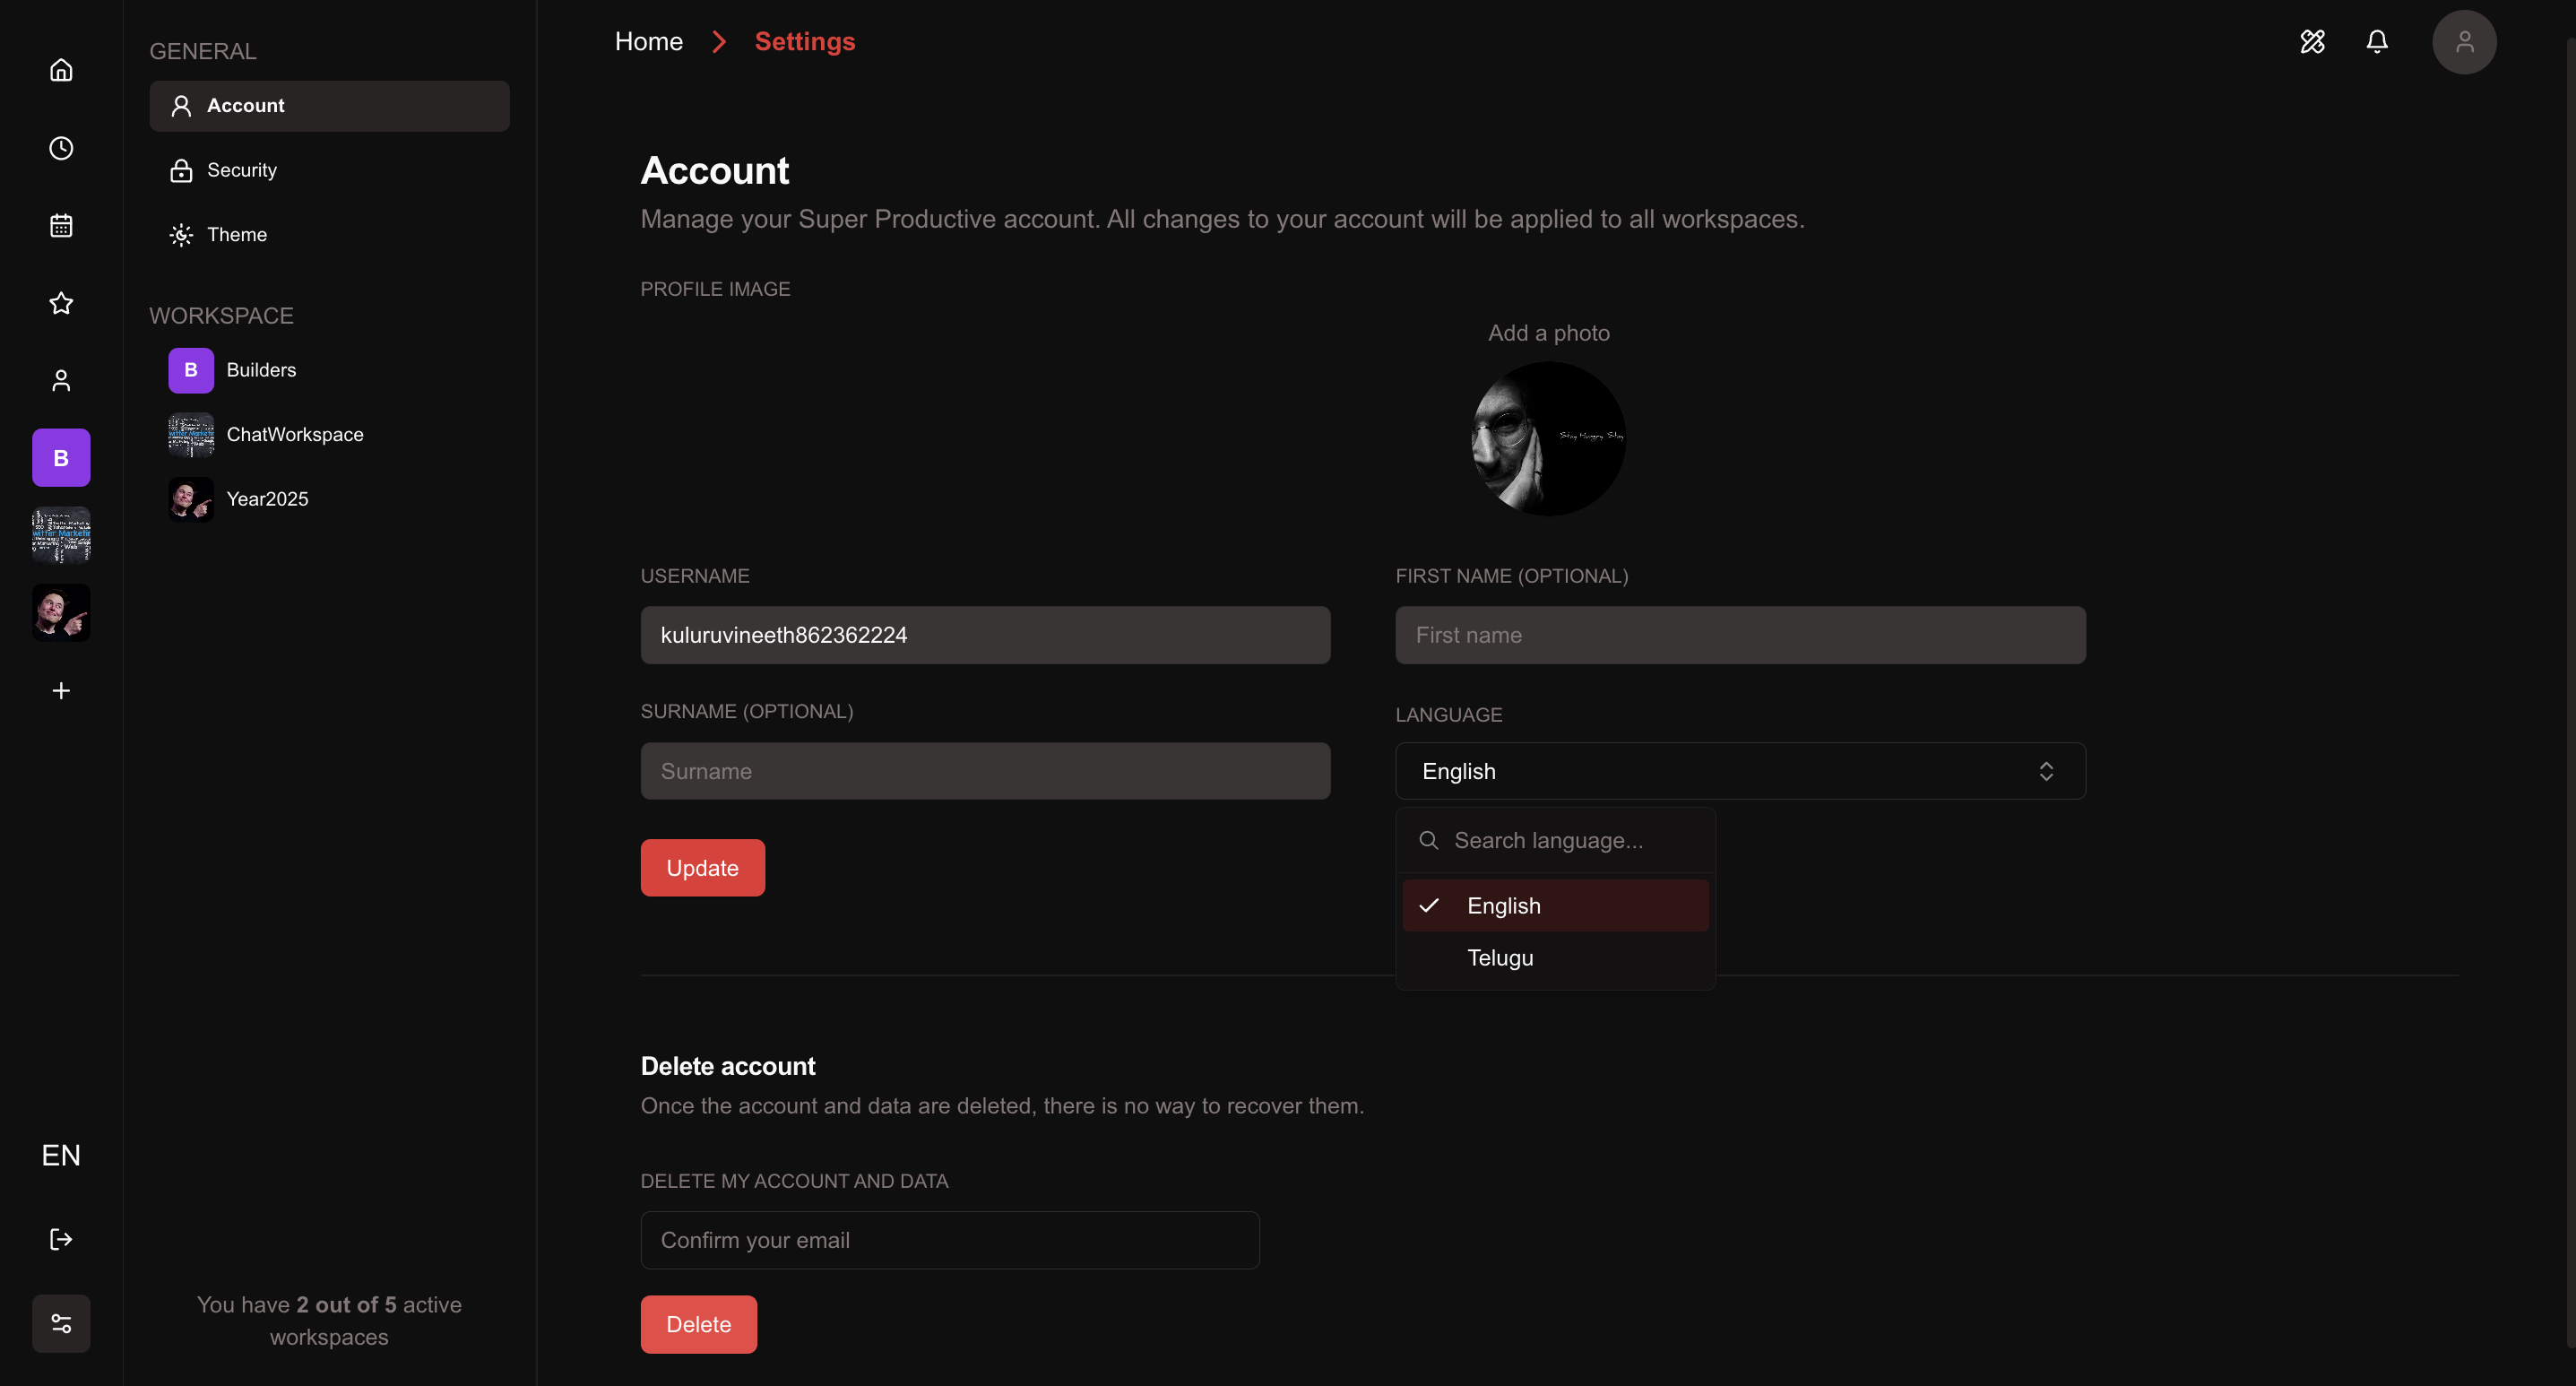 GENERAL
Account
Security
Theme
WORKSPACE
B Builders
ChatWorkspace
Year2025
B
EN
You have 2 out of 5 active
workspaces
Home
Settings
Account
Manage your Super Productive account. All changes to your account will be applied to all workspaces.
PROFILE IMAGE
Add a photo
Stay Hungry Stay
USERNAME
kuluruvineeth862362224
FIRST NAME (OPTIONAL)
First name
SURNAME (OPTIONAL)
Surname
LANGUAGE
English
Search language...
English
Telugu
Update
Delete account
Once the account and data are deleted, there is no way to recover them.
DELETE MY ACCOUNT AND DATA
Confirm your email
Delete